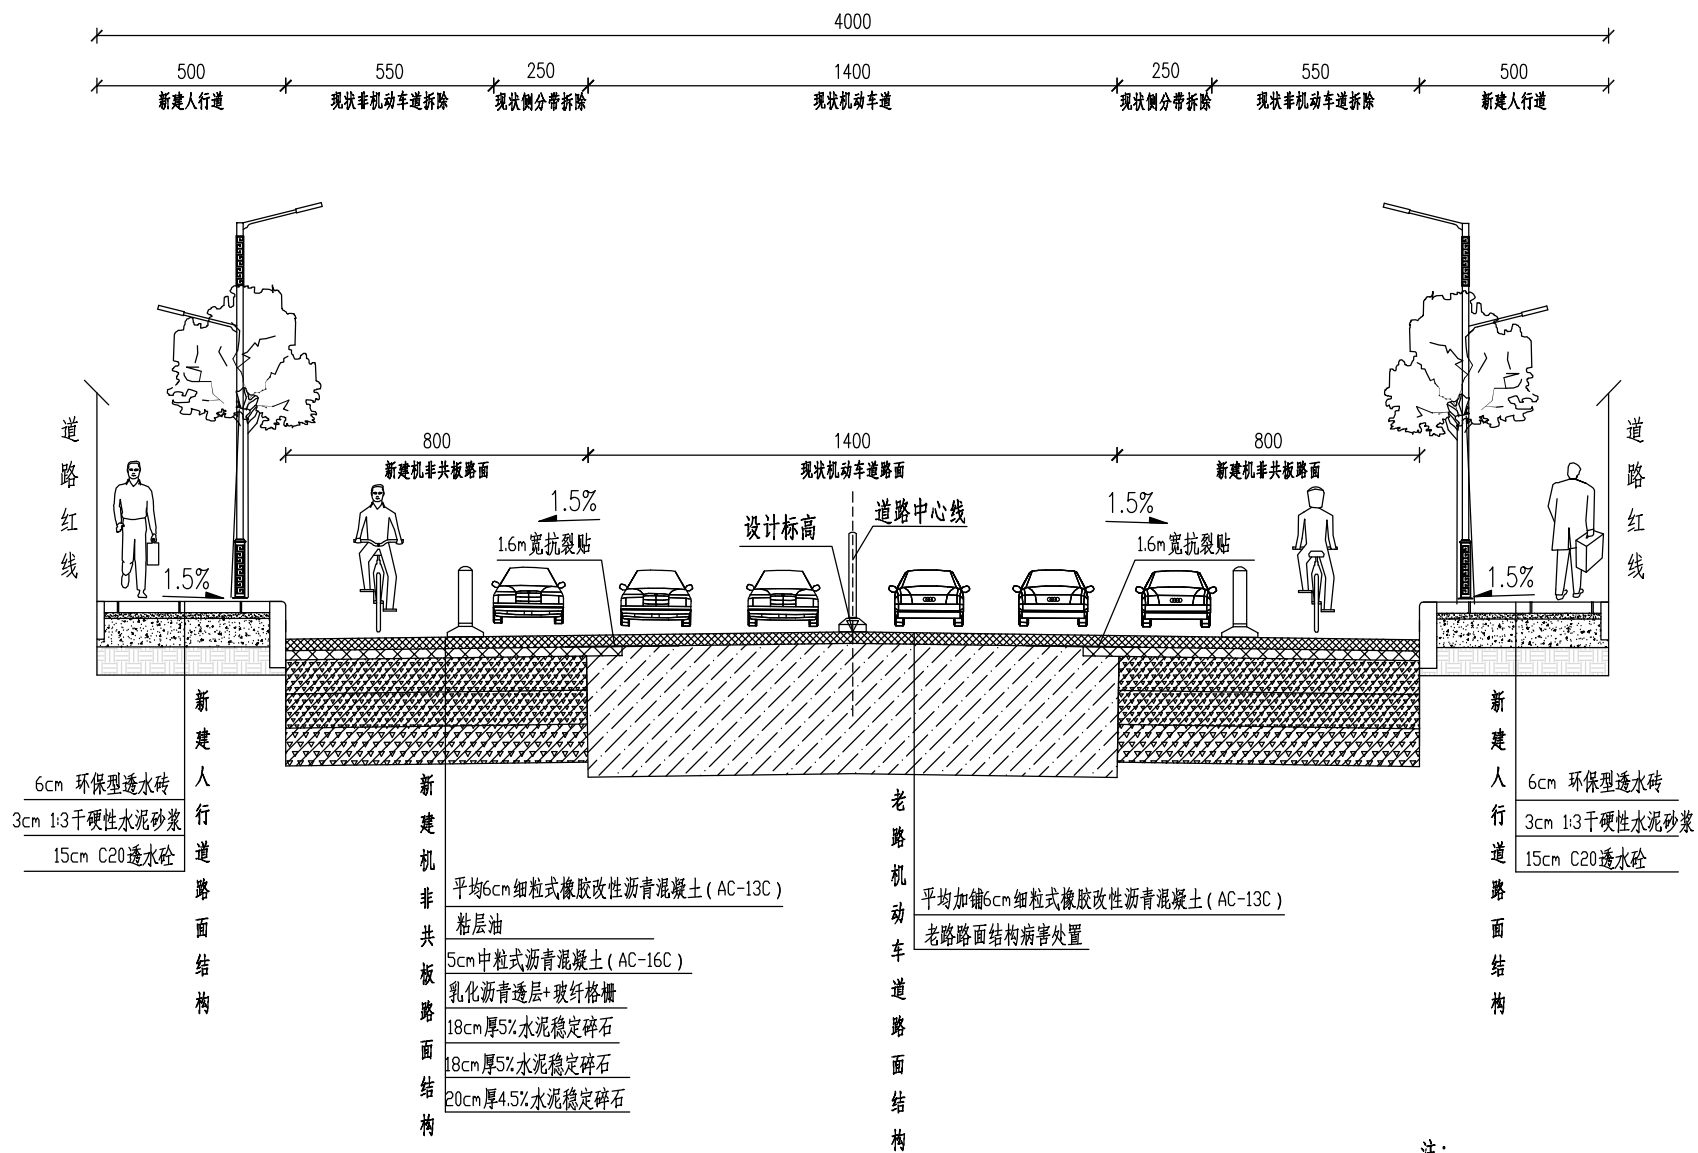 4000
500 550 250 1400 250 550 500
新建人行道 现状非机动车道拆除 现状侧分带拆除 现状机动车道 现状侧分带拆除 现状非机动车道拆除 新建人行道
道路红线
道路红线
800 1400 800
新建机非共板路面 现状机动车道路面 新建机非共板路面
1.5% 1.5%
设计标高 道路中心线
1.6m宽抗裂贴 1.6m宽抗裂贴
1.5% 1.5%
新建人行道路面结构
6cm 环保型透水砖
3cm 1:3干硬性水泥砂浆
15cm C20透水砼
新建机非共板路面结构
平均6cm细粒式橡胶改性沥青混凝土(AC-13C)
粘层油
5cm中粒式沥青混凝土(AC-16C)
乳化沥青透层+玻纤格栅
18cm厚5%水泥稳定碎石
18cm厚5%水泥稳定碎石
20cm厚4.5%水泥稳定碎石
老路机动车道路面结构
平均加铺6cm细粒式橡胶改性沥青混凝土(AC-13C)
老路路面结构病害处置
新建人行道路面结构
6cm 环保型透水砖
3cm 1:3干硬性水泥砂浆
15cm C20透水砼
注: